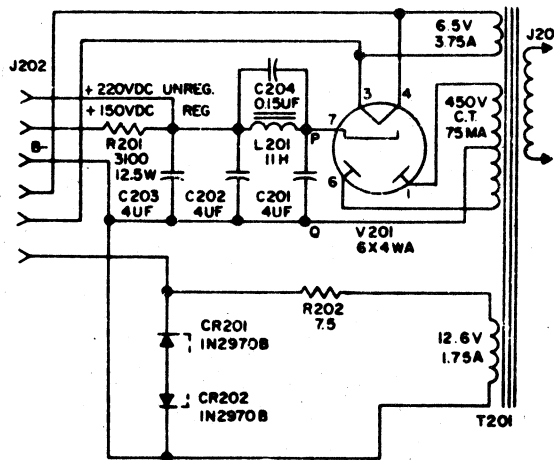 6.5V
3.75A
J20
J202
+220VDC UNREG.
+150VDC REG
C204
0.15UF
3
4
450V
C.T.
75MA
7
P
B-
R201
3100
12.5W
L201
11H
6
1
C203
4UF
C202
4UF
C201
4UF
Q
V201
6X4WA
R202
7.5
CR201
1N2970B
12.6V
1.75A
CR202
1N2970B
T201